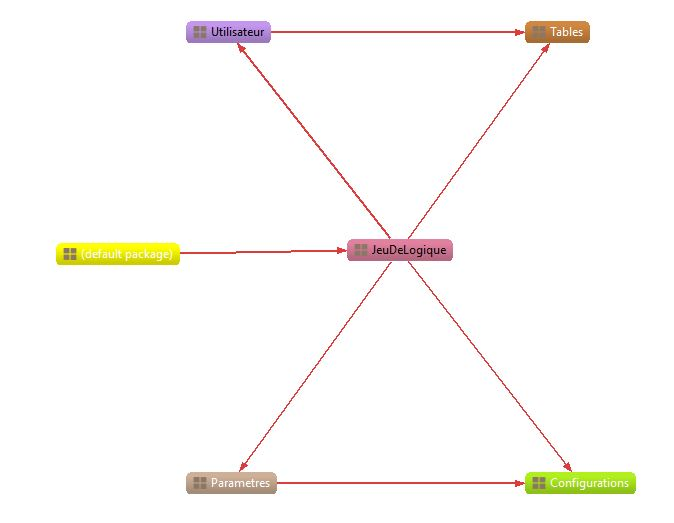 Utilisateur
Tables
(default package)
JeuDeLogique
Parametres
Configurations